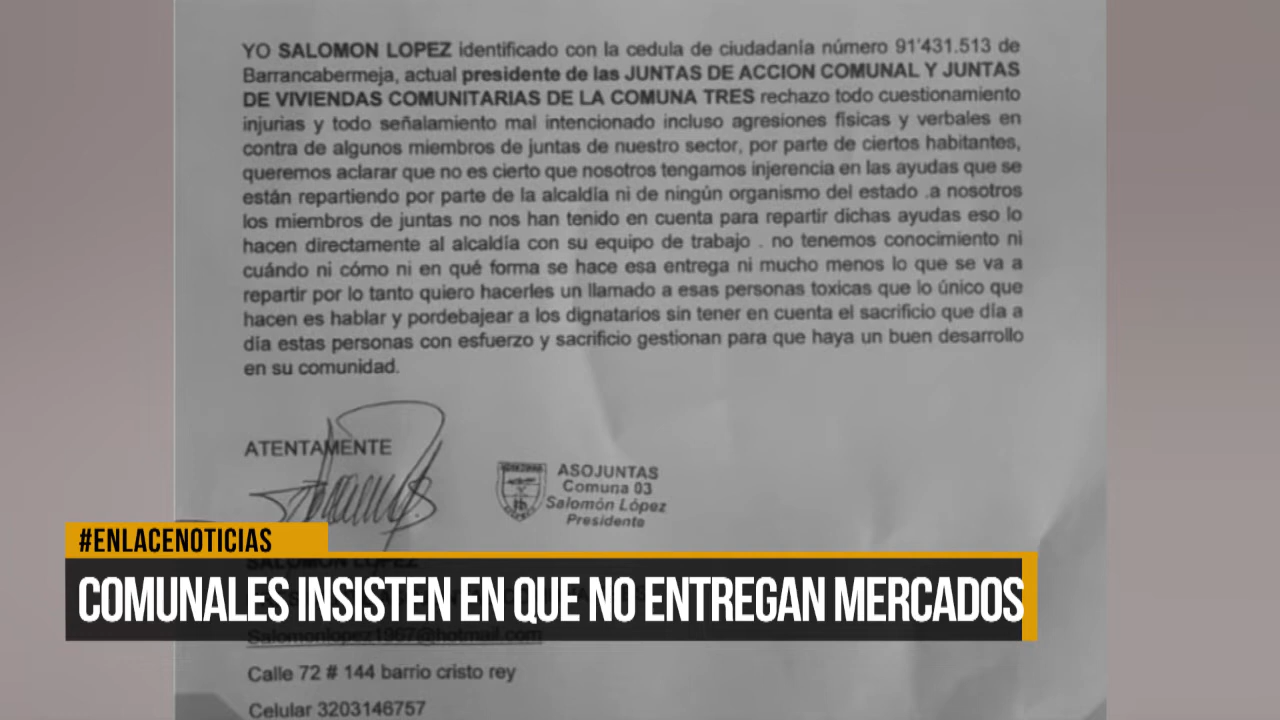 YO SALOMON LOPEZ identificado con la cedula de ciudadanía número 91'431.513 de
Barrancabermeja, actual presidente de las JUNTAS DE ACCION COMUNAL Y JUNTAS
DE VIVIENDAS COMUNITARIAS DE LA COMUNA TRES rechazo todo cuestionamiento
injurias y todo señalamiento mal intencionado incluso agresiones físicas y verbales en
contra de algunos miembros de juntas de nuestro sector, por parte de ciertos habitantes,
queremos aclarar que no es cierto que nosotros tengamos injerencia en las ayudas que se
están repartiendo por parte de la alcaldía ni de ningún organismo del estado .a nosotros
los miembros de juntas no nos han tenido en cuenta para repartir dichas ayudas eso lo
hacen directamente al alcaldía con su equipo de trabajo . no tenemos conocimiento ni
cuándo ni cómo ni en qué forma se hace esa entrega ni mucho menos lo que se va a
repartir por lo tanto quiero hacerles un llamado a esas personas toxicas que lo único que
hacen es hablar y pordebajear a los dignatarios sin tener en cuenta el sacrificio que día a
día estas personas con esfuerzo y sacrificio gestionan para que haya un buen desarrollo
en su comunidad.
ATENTAMENTE
ASOJUNTAS
Comuna 03
Salomón López
Presidente
#ENLACENOTICIAS
SALOMON LOPEZ
COMUNALES INSISTEN EN QUE NO ENTREGAN MERCADOS
Salomonlopez1967@hotmail.com
Calle 72 # 144 barrio cristo rey
Celular 3203146757